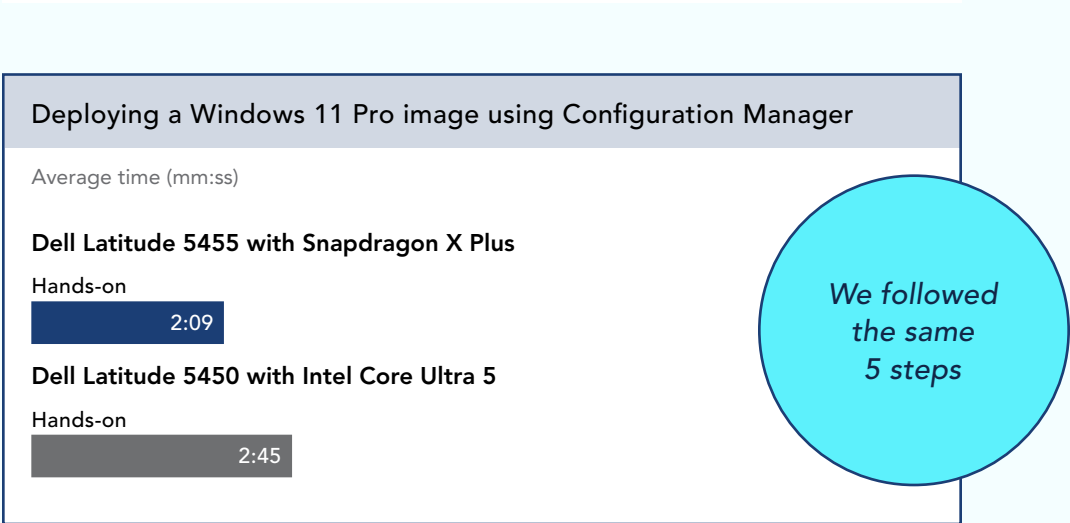 Deploying a Windows 11 Pro image using Configuration Manager
Average time (mm:ss)
Dell Latitude 5455 with Snapdragon X Plus
Hands-on
2:09
Dell Latitude 5450 with Intel Core Ultra 5
Hands-on
2:45
We followed
the same
5 steps